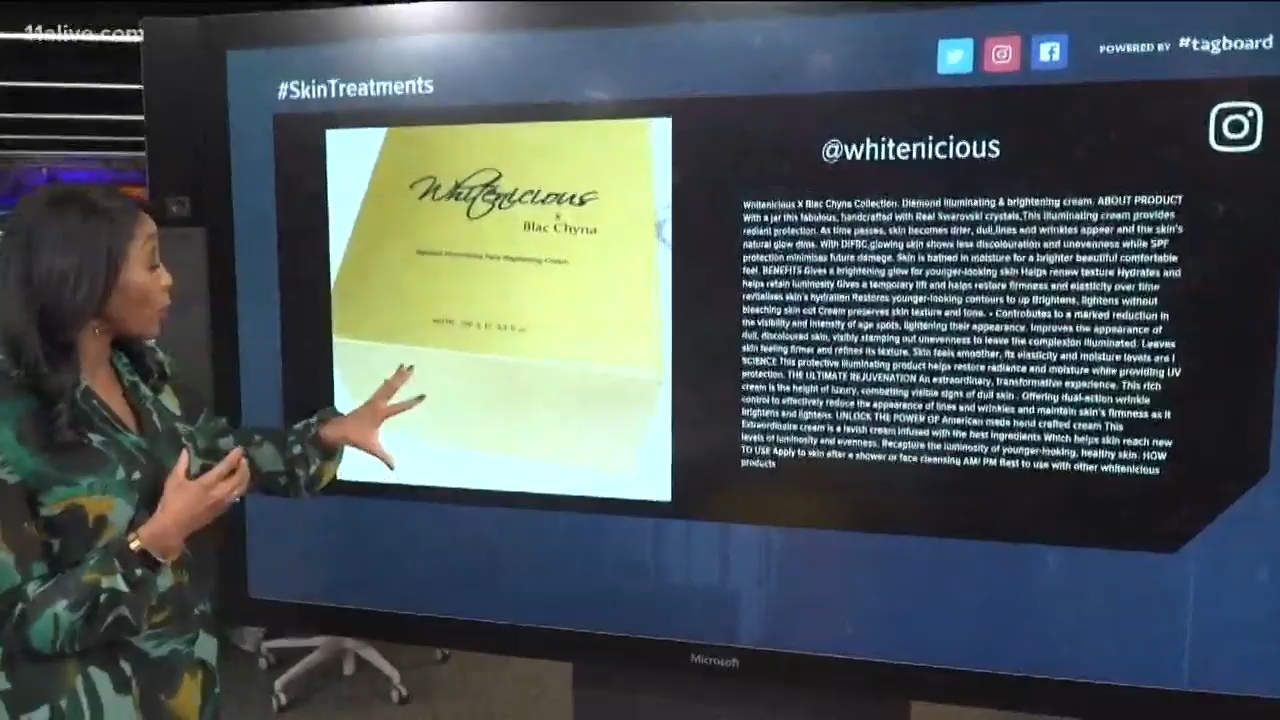 11alive.com
POWERED BY #tagboard
#SkinTreatments
Whitenicious
x
Blac Chyna
@whitenicious
Whitenicious X Blac Chyna Collection. Diamond Illuminating & brightening cream. ABOUT PRODUCT
With a jar this fabulous, handcrafted with Real Swarovski crystals,This illuminating cream provides
radiant protection. As time passes, skin becomes drier, dull,lines and wrinkles appear and the skin's
natural glow dims. With DIFBC,glowing skin shows less discolouration and unevenness while SPF
protection minimises future damage. Skin is bathed in moisture for a brighter beautiful comfortable
feel. BENEFITS Gives a brightening glow for younger-looking skin Helps renew texture Hydrates and
helps retain luminosity Gives a temporary lift and helps restore firmness and elasticity over time
revitalises skin's hydration Restores younger-looking contours to up Brightens, lightens without
bleaching skin out Cream preserves skin texture and tone. • Contributes to a marked reduction in
the visibility and intensity of age spots, lightening their appearance. Improves the appearance of
dull, discoloured skin, visibly stamping out unevenness to leave the complexion illuminated. Leaves
skin feeling firmer and refines its texture. Skin feels smoother, its elasticity and moisture levels are
SCIENCE This protective illuminating product helps restore radiance and moisture while providing UV
protection. THE ULTIMATE REJUVENATION An extraordinary, transformative experience. This rich
cream is the height of luxury, combatting visible signs of dull skin . Offering dual-action wrinkle
control to effectively reduce the appearance of lines and wrinkles and maintain skin's firmness as it
brightens and lightens. UNLOCK THE POWER OF American made hand crafted cream This
Extraordinaire cream is a lavish cream infused with the best ingredients Which helps skin reach new
levels of luminosity and evenness. Recapture the luminosity of younger-looking, healthy skin. HOW
TO USE Apply to skin after a shower or face cleansing AM/ PM Best to use with other whitenicious
products
Microsoft